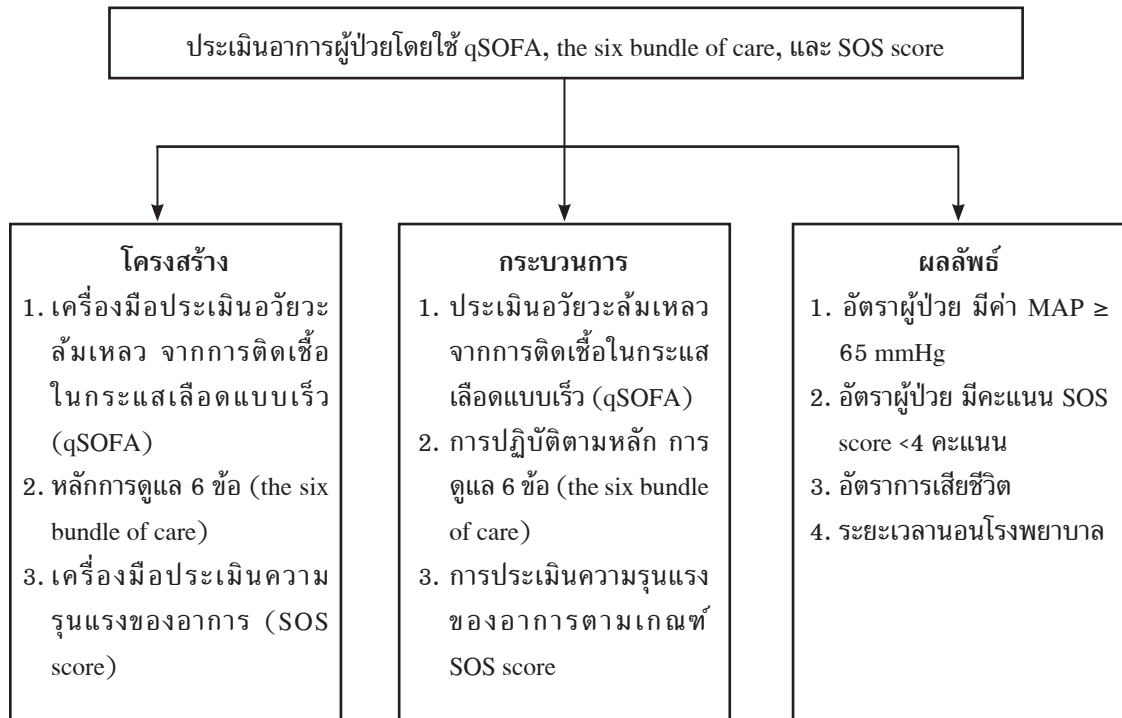 ประเมินอาการผู้ป่วยโดยใช้ qSOFA, the six bundle of care, และ SOS score
โครงสร้าง
1. เครื่องมือประเมินอวัยวะ
ล้มเหลว จากการติดเชื้อ
ในกระแสเลือดแบบเร็ว
(qSOFA)
2. หลักการดูแล 6 ข้อ (the six
bundle of care)
3. เครื่องมือประเมินความ
รุนแรงของอาการ (SOS
score)
กระบวนการ
1. ประเมินอวัยวะล้มเหลว
จากการติดเชื้อในกระแส
เลือดแบบเร็ว (qSOFA)
2. การปฏิบัติตามหลัก การ
ดูแล 6 ข้อ (the six bundle
of care)
3. การประเมินความรุนแรง
ของอาการตามเกณฑ์
SOS score
ผลลัพธ์
1. อัตราผู้ป่วย มีค่า MAP ≥
65 mmHg
2. อัตราผู้ป่วย มีคะแนน SOS
score <4 คะแนน
3. อัตราการเสียชีวิต
4. ระยะเวลานอนโรงพยาบาล